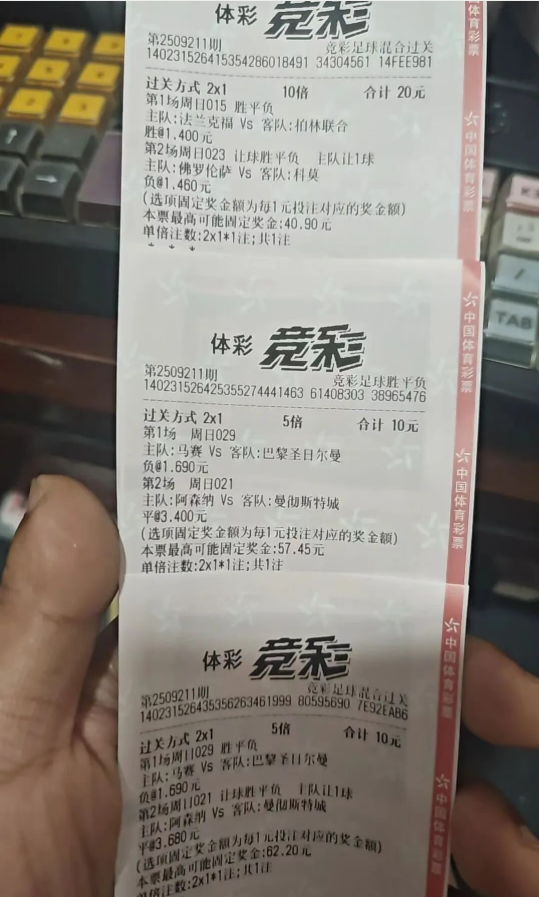 体彩 竞彩
第2509211期 竞彩足球混合过关
140231526415354286018491 34304561 14FEE981
过关方式 2x1 10倍 合计 20元
第1场周日015 胜平负
主队:法兰克福 Vs 客队:柏林联合
胜@1.400元
第2场周日023 让球胜平负 主队让1球
主队:佛罗伦萨 Vs 客队:科莫
负@1.460元
(选项固定奖金额为每1元投注对应的奖金额)
本票最高可能固定奖金:40.90元
单倍注数:2x1*1注;共1注
体彩 竞彩
第2509211期 竞彩足球胜平负
140231526425355274441463 61408303 38965476
过关方式 2x1 5倍 合计 10元
第1场 周日029
主队:马赛 Vs 客队:巴黎圣日尔曼
负@1.690元
第2场 周日021
主队:阿森纳 Vs 客队:曼彻斯特城
平@3.400元
(选项固定奖金额为每1元投注对应的奖金额)
本票最高可能固定奖金:57.45元
单倍注数:2x1*1注;共1注
体彩 竞彩
第2509211期 竞彩足球混合过关
140231526435356263461999 80595690 7E92EAB6
过关方式 2x1 5倍 合计 10元
第1场周日029 胜平负
主队:马赛 Vs 客队:巴黎圣日尔曼
负@1.690元
第2场周日021 让球胜平负 主队让1球
主队:阿森纳 Vs 客队:曼彻斯特城
平@3.680元
(选项固定奖金额为每1元投注对应的奖金额)
本票最高可能固定奖金:62.20元
单倍注数:2x1*1注;共1注
体育彩票
中国体育彩票
中国体育彩票
中国体育彩票
中国体育彩票
中国体育彩票
TAB